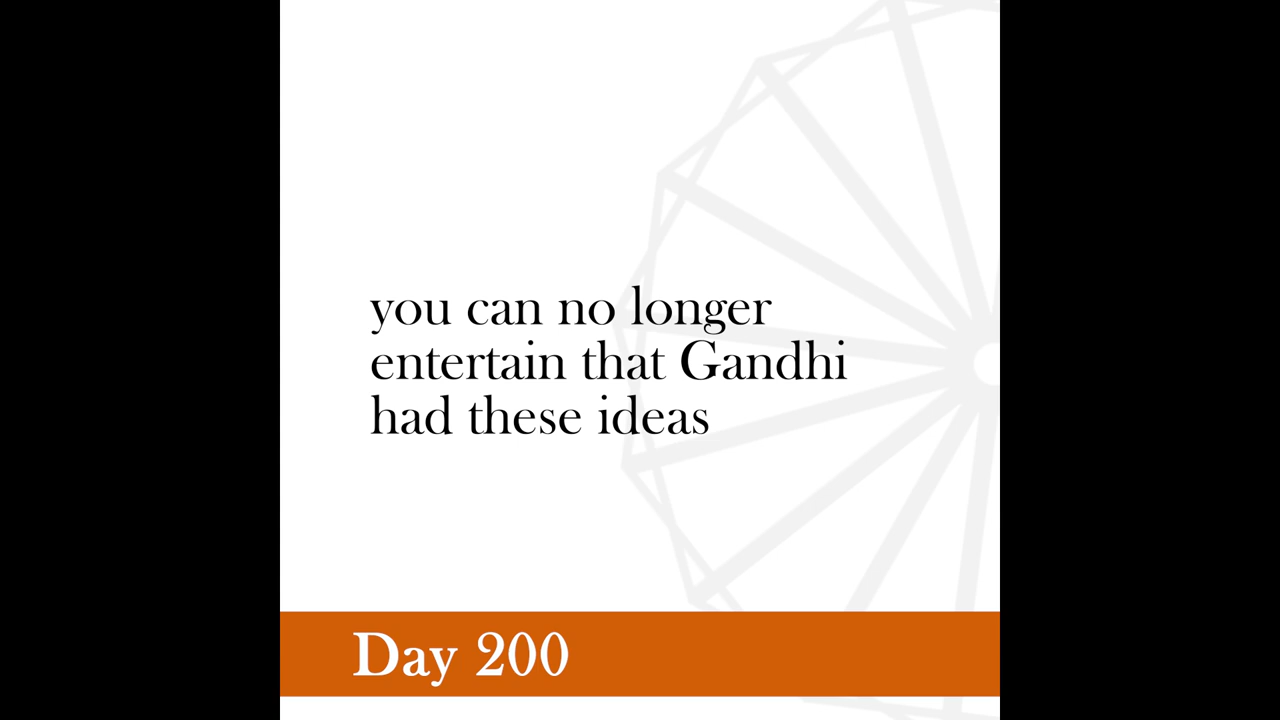 you can no longer
entertain that Gandhi
had these ideas
Day 200